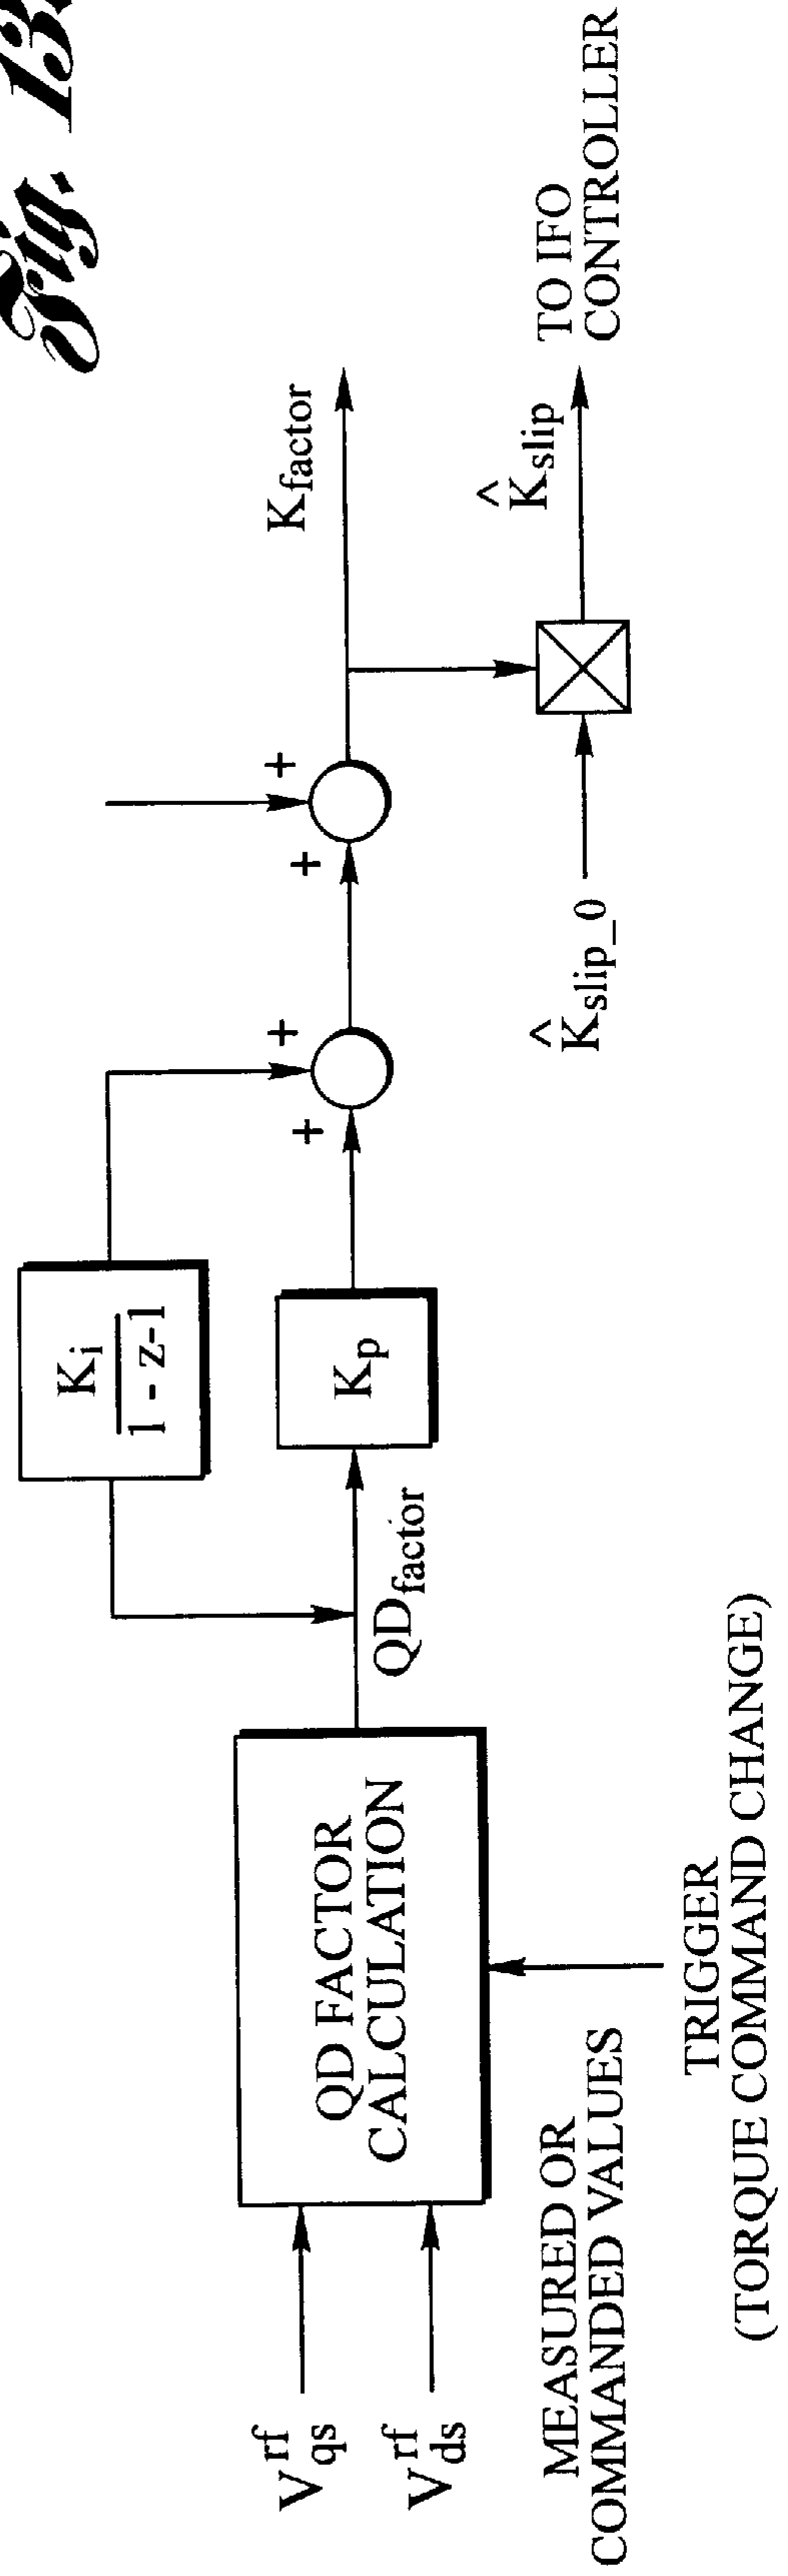 Fig. 13
V^rf_qs
V^rf_ds
MEASURED OR
COMMANDED VALUES
QD FACTOR
CALCULATION
TRIGGER
(TORQUE COMMAND CHANGE)
QD_factor
K_i
1 - z-1
K_p
+
+
+
+
K_factor
K̂_slip_0
K̂_slip
TO IFO
CONTROLLER